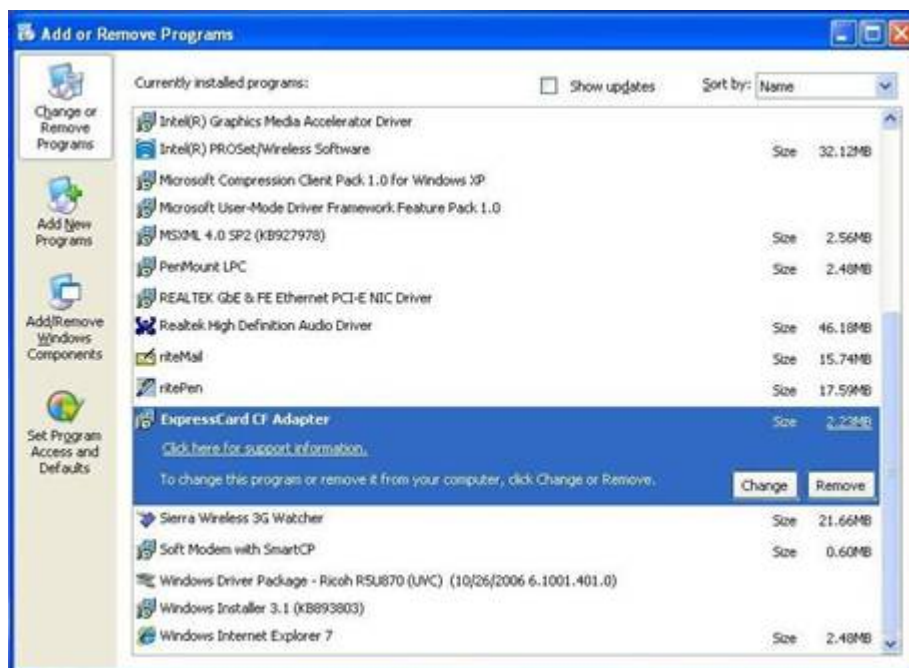 Add or Remove Programs
Change or
Remove
Programs
Add New
Programs
Add/Remove
Windows
Components
Set Program
Access and
Defaults
Currently installed programs:
Show updates
Sort by: Name
Intel(R) Graphics Media Accelerator Driver
Intel(R) PROSet/Wireless Software Size 32.12MB
Microsoft Compression Client Pack 1.0 for Windows XP
Microsoft User-Mode Driver Framework Feature Pack 1.0
MSXML 4.0 SP2 (KB927978) Size 2.56MB
PenMount LPC Size 2.48MB
REALTEK GbE & FE Ethernet PCI-E NIC Driver
Realtek High Definition Audio Driver Size 46.18MB
riteMail Size 15.74MB
ritePen Size 17.59MB
ExpressCard CF Adapter Size 2.23MB
Click here for support information.
To change this program or remove it from your computer, click Change or Remove.
Change Remove
Sierra Wireless 3G Watcher Size 21.66MB
Soft Modem with SmartCP Size 0.60MB
Windows Driver Package - Ricoh R5U870 (UVC) (10/26/2006 6.1001.401.0)
Windows Installer 3.1 (KB893803)
Windows Internet Explorer 7 Size 2.48MB